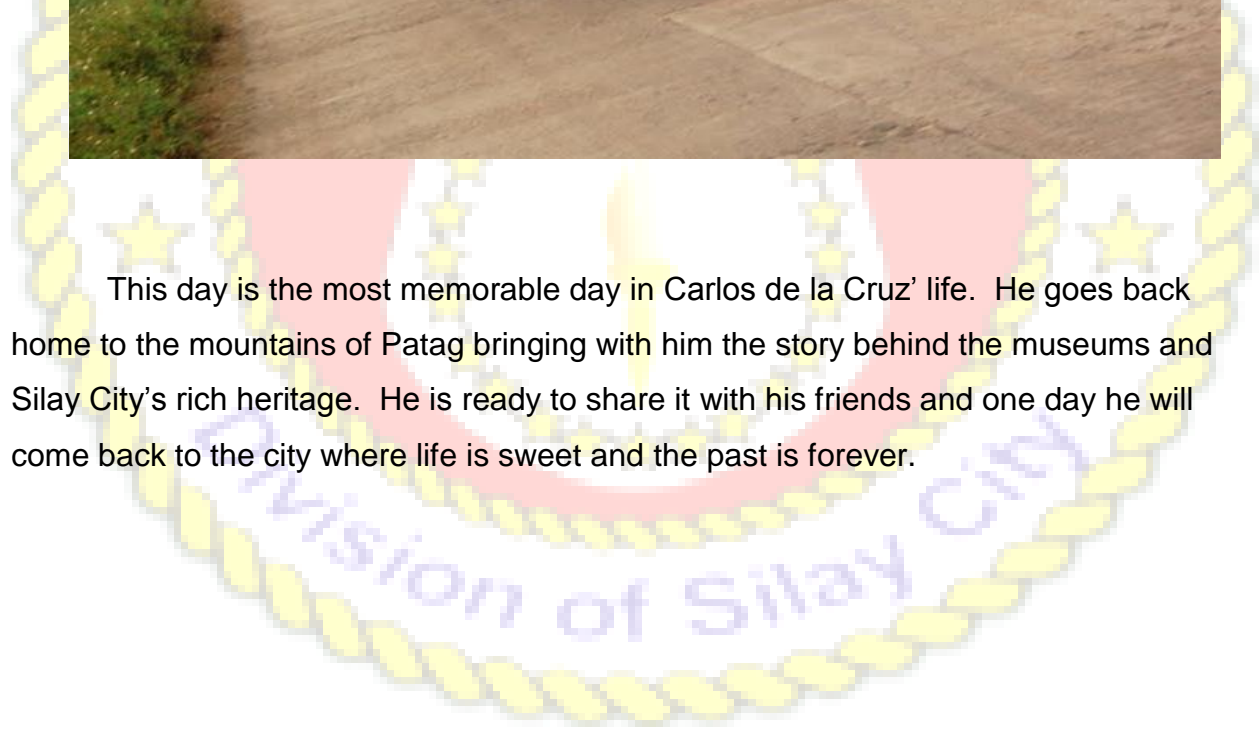 This day is the most memorable day in Carlos de la Cruz’ life.  He goes back
home to the mountains of Patag bringing with him the story behind the museums and
Silay City’s rich heritage.  He is ready to share it with his friends and one day he will
come back to the city where life is sweet and the past is forever.
Division of Silay City